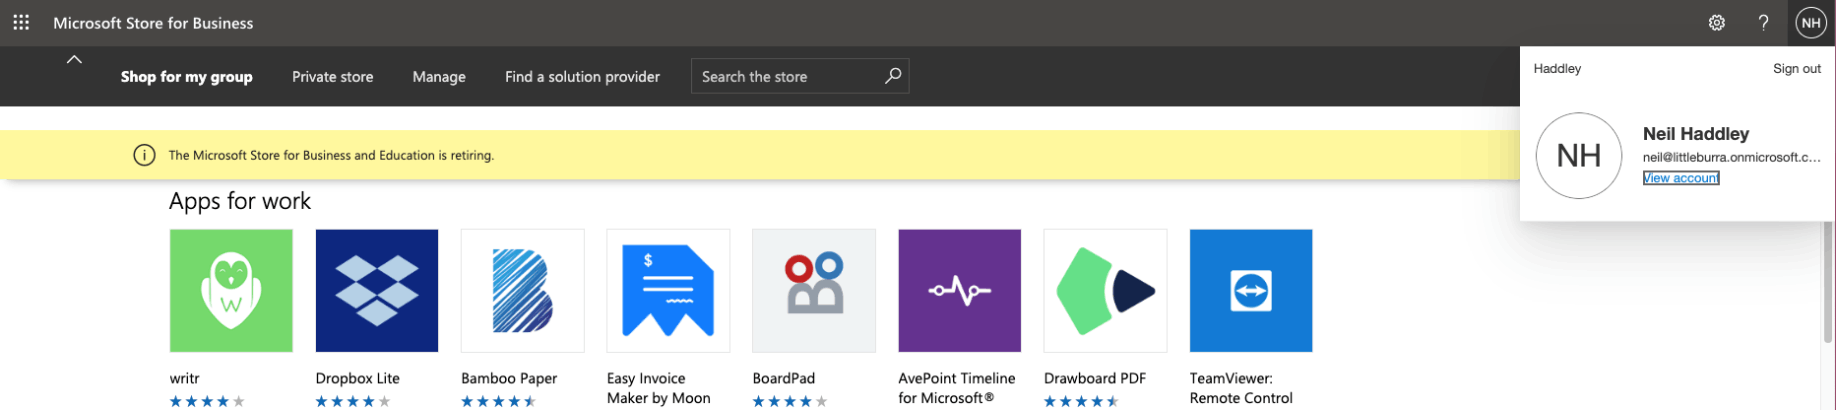 Microsoft Store for Business
?
NH
Shop for my group
Private store
Manage
Find a solution provider
Search the store
Haddley
Sign out
NH
Neil Haddley
neil@littleburra.onmicrosoft.c...
View account
i
The Microsoft Store for Business and Education is retiring.
Apps for work
W
$
writr
Dropbox Lite
Bamboo Paper
Easy Invoice
Maker by Moon
BoardPad
AvePoint Timeline
for Microsoft®
Drawboard PDF
TeamViewer:
Remote Control